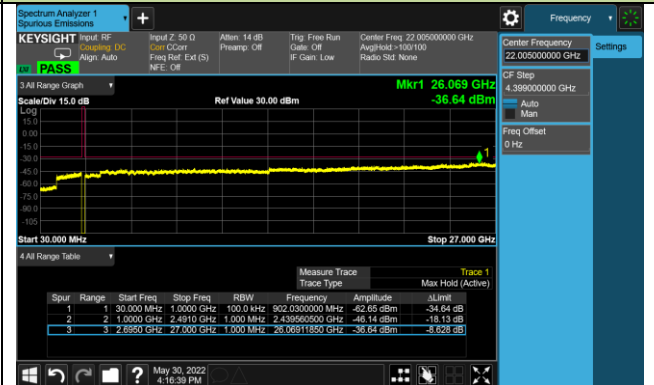 Spectrum Analyzer 1
Spurious Emissions
+
Frequency
KEYSIGHT
Input: RF
Coupling: DC
Align: Auto
Input Z: 50 Ω
Corr CCorr
Freq Ref: Ext (S)
NFE: Off
Atten: 14 dB
Preamp: Off
Trig: Free Run
Gate: Off
IF Gain: Low
Center Freq: 22.005000000 GHz
Avg|Hold:>100/100
Radio Std: None
PASS
Center Frequency
22.005000000 GHz
Settings
CF Step
4.399000000 GHz
Auto
Man
Freq Offset
0 Hz
3 All Range Graph
Mkr1 26.069 GHz
Scale/Div 15.0 dB
Ref Value 30.00 dBm
-36.64 dBm
Log
15.0
0.00
-15.0
-30.0
-45.0
-60.0
-75.0
-90.0
-105
1
Start 30.000 MHz
Stop 27.000 GHz
4 All Range Table
Measure Trace Trace 1
Trace Type Max Hold (Active)
Spur Range Start Freq Stop Freq RBW Frequency Amplitude ΔLimit
1 1 30.000 MHz 1.0000 GHz 100.0 kHz 902.0300000 MHz -62.65 dBm -34.64 dB
2 2 1.0000 GHz 2.4910 GHz 1.000 MHz 2.439560500 GHz -46.14 dBm -18.13 dB
3 3 2.6950 GHz 27.000 GHz 1.000 MHz 26.06911850 GHz -36.64 dBm -8.628 dB
?
May 30, 2022
4:16:39 PM